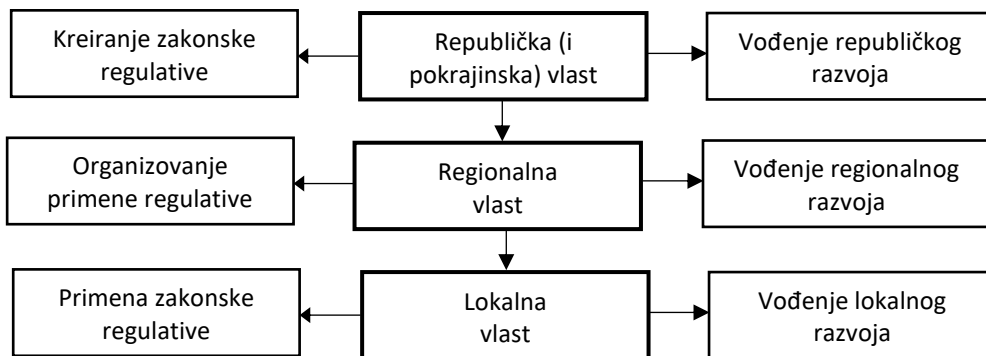 Kreiranje zakonske
regulative
Republička (i
pokrajinska) vlast
Vođenje republičkog
razvoja
Organizovanje
primene regulative
Regionalna
vlast
Vođenje regionalnog
razvoja
Primena zakonske
regulative
Lokalna
vlast
Vođenje lokalnog
razvoja